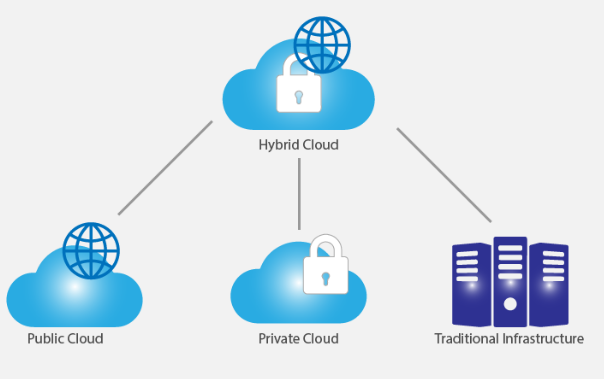 Hybrid Cloud
Public Cloud
Private Cloud
Traditional Infrastructure